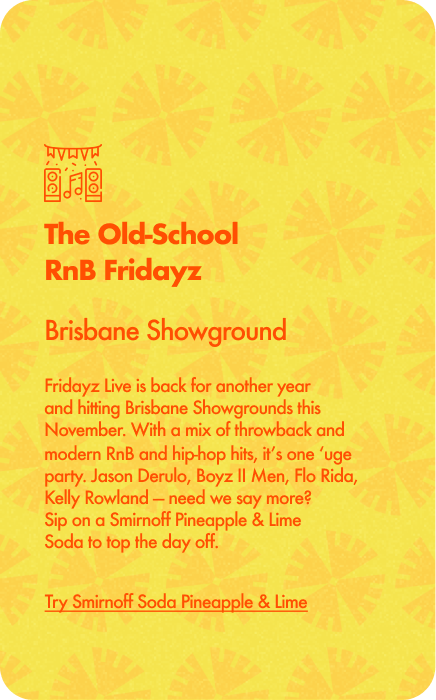 The Old-School
RnB Fridayz
Brisbane Showground
Fridayz Live is back for another year
and hitting Brisbane Showgrounds this
November. With a mix of throwback and
modern RnB and hip-hop hits, it’s one ‘uge
party. Jason Derulo, Boyz II Men, Flo Rida,
Kelly Rowland — need we say more?
Sip on a Smirnoff Pineapple & Lime
Soda to top the day off.
Try Smirnoff Soda Pineapple & Lime